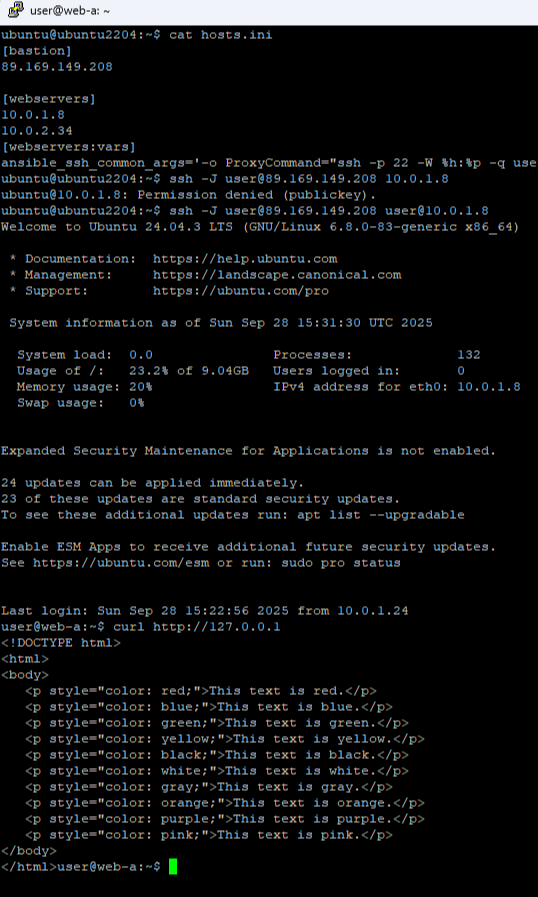 user@web-a: ~
ubuntu@ubuntu2204:~$ cat hosts.ini
[bastion]
89.169.149.208

[webservers]
10.0.1.8
10.0.2.34
[webservers:vars]
ansible_ssh_common_args='-o ProxyCommand="ssh -p 22 -W %h:%p -q use
ubuntu@ubuntu2204:~$ ssh -J user@89.169.149.208 10.0.1.8
ubuntu@10.0.1.8: Permission denied (publickey).
ubuntu@ubuntu2204:~$ ssh -J user@89.169.149.208 user@10.0.1.8
Welcome to Ubuntu 24.04.3 LTS (GNU/Linux 6.8.0-83-generic x86_64)

 * Documentation:  https://help.ubuntu.com
 * Management:     https://landscape.canonical.com
 * Support:        https://ubuntu.com/pro

 System information as of Sun Sep 28 15:31:30 UTC 2025

  System load:  0.0               Processes:             132
  Usage of /:   23.2% of 9.04GB   Users logged in:       0
  Memory usage: 20%               IPv4 address for eth0: 10.0.1.8
  Swap usage:   0%

Expanded Security Maintenance for Applications is not enabled.

24 updates can be applied immediately.
23 of these updates are standard security updates.
To see these additional updates run: apt list --upgradable

Enable ESM Apps to receive additional future security updates.
See https://ubuntu.com/esm or run: sudo pro status

Last login: Sun Sep 28 15:22:56 2025 from 10.0.1.24
user@web-a:~$ curl http://127.0.0.1
<!DOCTYPE html>
<html>
<body>
   <p style="color: red;">This text is red.</p>
   <p style="color: blue;">This text is blue.</p>
   <p style="color: green;">This text is green.</p>
   <p style="color: yellow;">This text is yellow.</p>
   <p style="color: black;">This text is black.</p>
   <p style="color: white;">This text is white.</p>
   <p style="color: gray;">This text is gray.</p>
   <p style="color: orange;">This text is orange.</p>
   <p style="color: purple;">This text is purple.</p>
   <p style="color: pink;">This text is pink.</p>
</body>
</html>user@web-a:~$